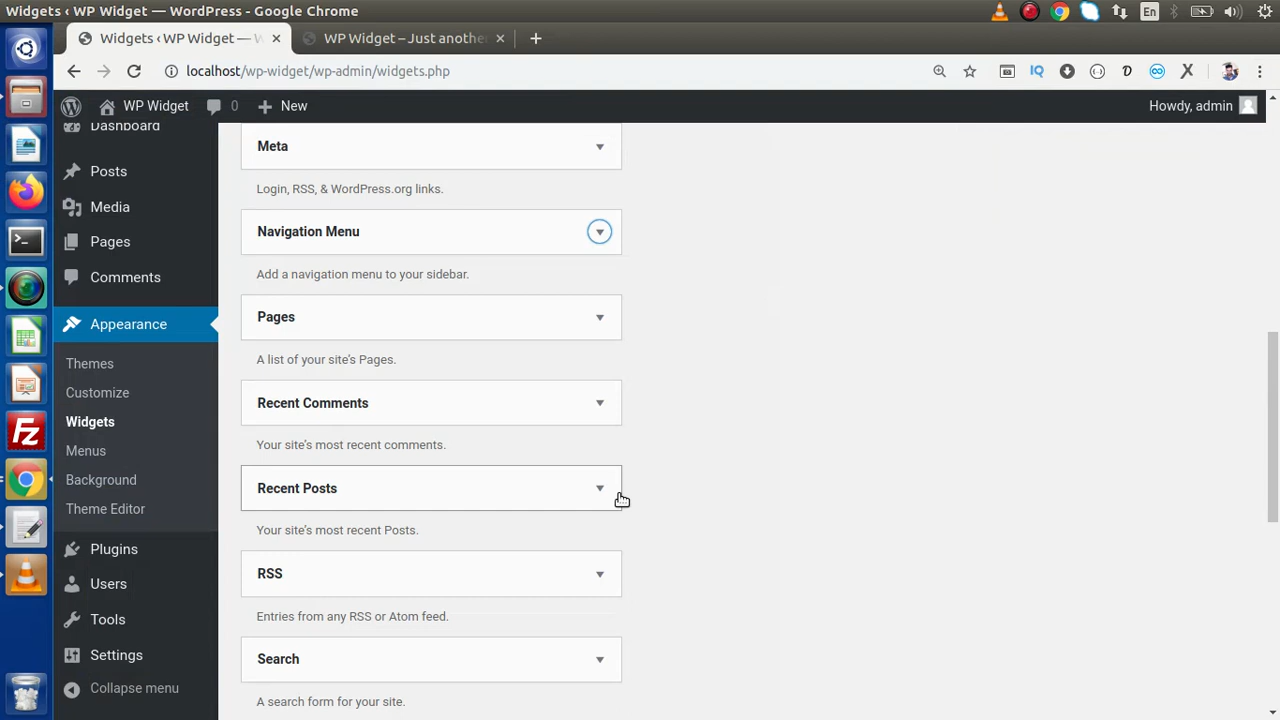 Widgets ‹ WP Widget — WordPress - Google Chrome
En
Widgets ‹ WP Widget — W
WP Widget – Just anothe
localhost/wp-widget/wp-admin/widgets.php
IQ
WP Widget
0
New
Howdy, admin
Dashboard
Posts
Media
Pages
Comments
Appearance
Themes
Customize
Widgets
Menus
Background
Theme Editor
Plugins
Users
Tools
Settings
Collapse menu
Meta
Login, RSS, & WordPress.org links.
Navigation Menu
Add a navigation menu to your sidebar.
Pages
A list of your site's Pages.
Recent Comments
Your site's most recent comments.
Recent Posts
Your site's most recent Posts.
RSS
Entries from any RSS or Atom feed.
Search
A search form for your site.